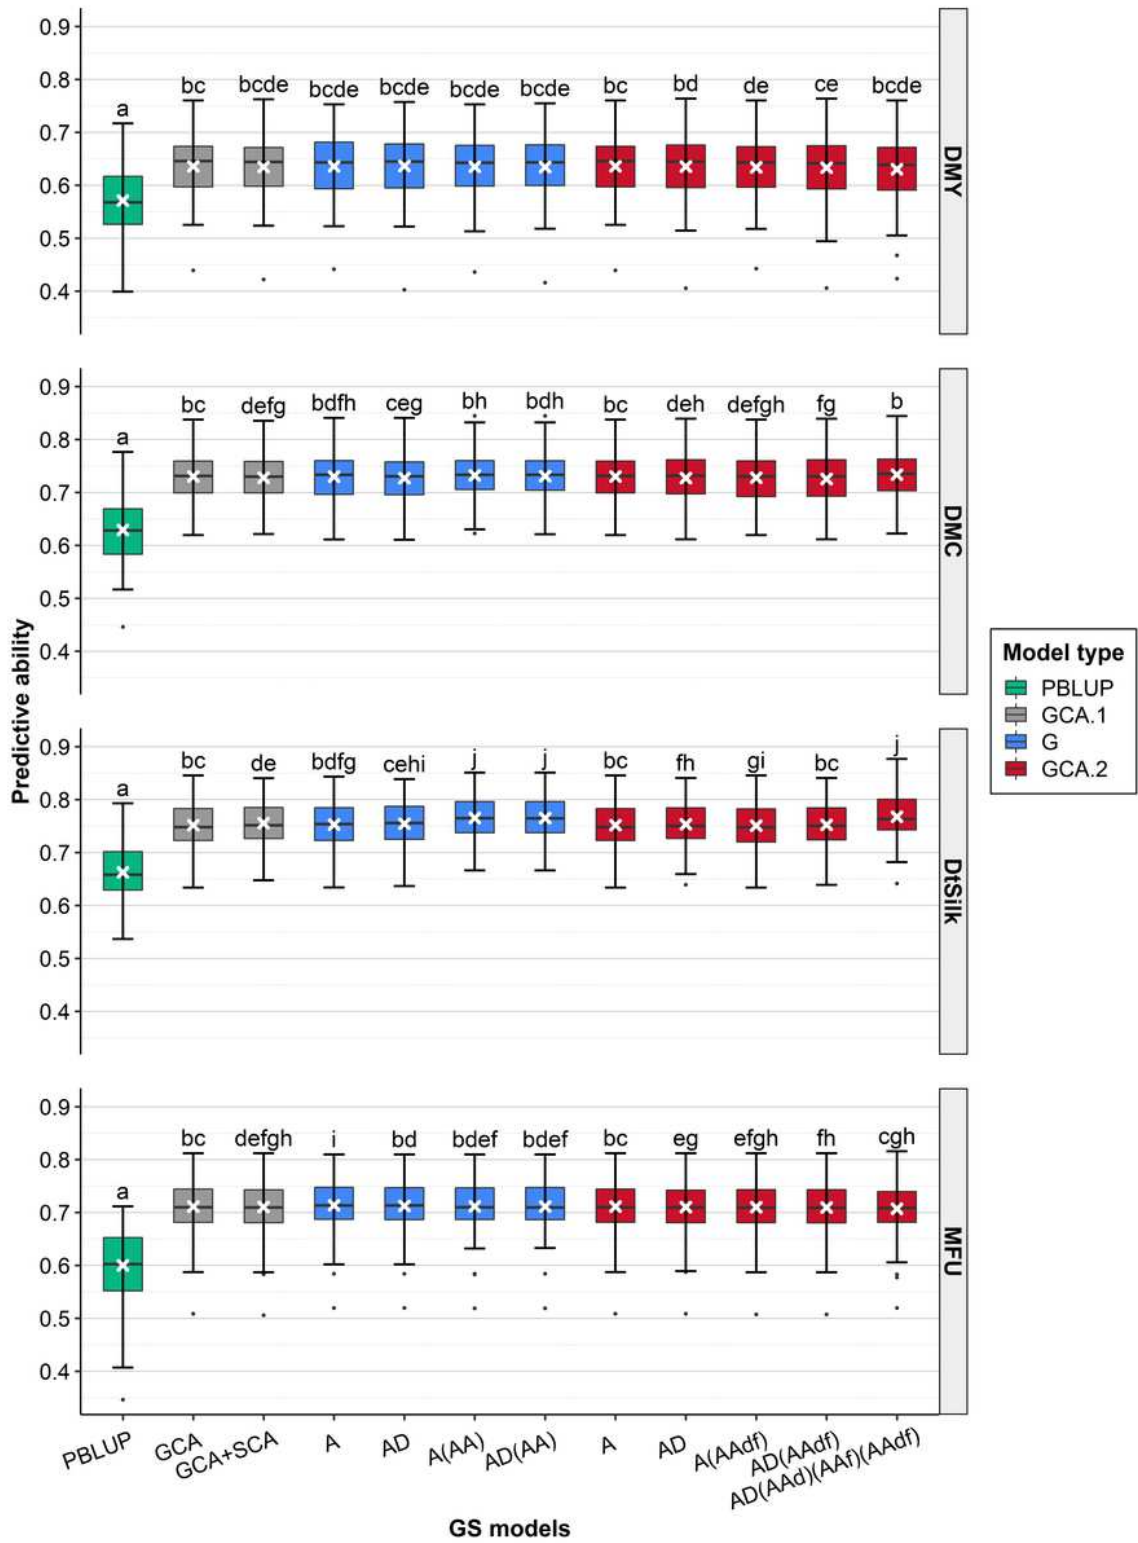 Predictive ability
0.9
0.8
0.7
0.6
0.5
0.4
a bc bcde bcde bcde bcde bcde bc bd de ce bcde
DMY
0.9
0.8
0.7
0.6
0.5
0.4
a bc defg bdfh ceg bh bdh bc deh defgh fg b
DMC
0.9
0.8
0.7
0.6
0.5
0.4
a bc de bdfg cehi j j bc fh gi bc j
DtSilk
0.9
0.8
0.7
0.6
0.5
0.4
a bc defgh i bd bdef bdef bc eg efgh fh cgh
MFU
PBLUP GCA GCA+SCA A AD A(AA) AD(AA) A AD A(AAdf) AD(AAdf) AD(AAd)(AAf)(AAdf)
GS models
Model type
PBLUP
GCA.1
G
GCA.2